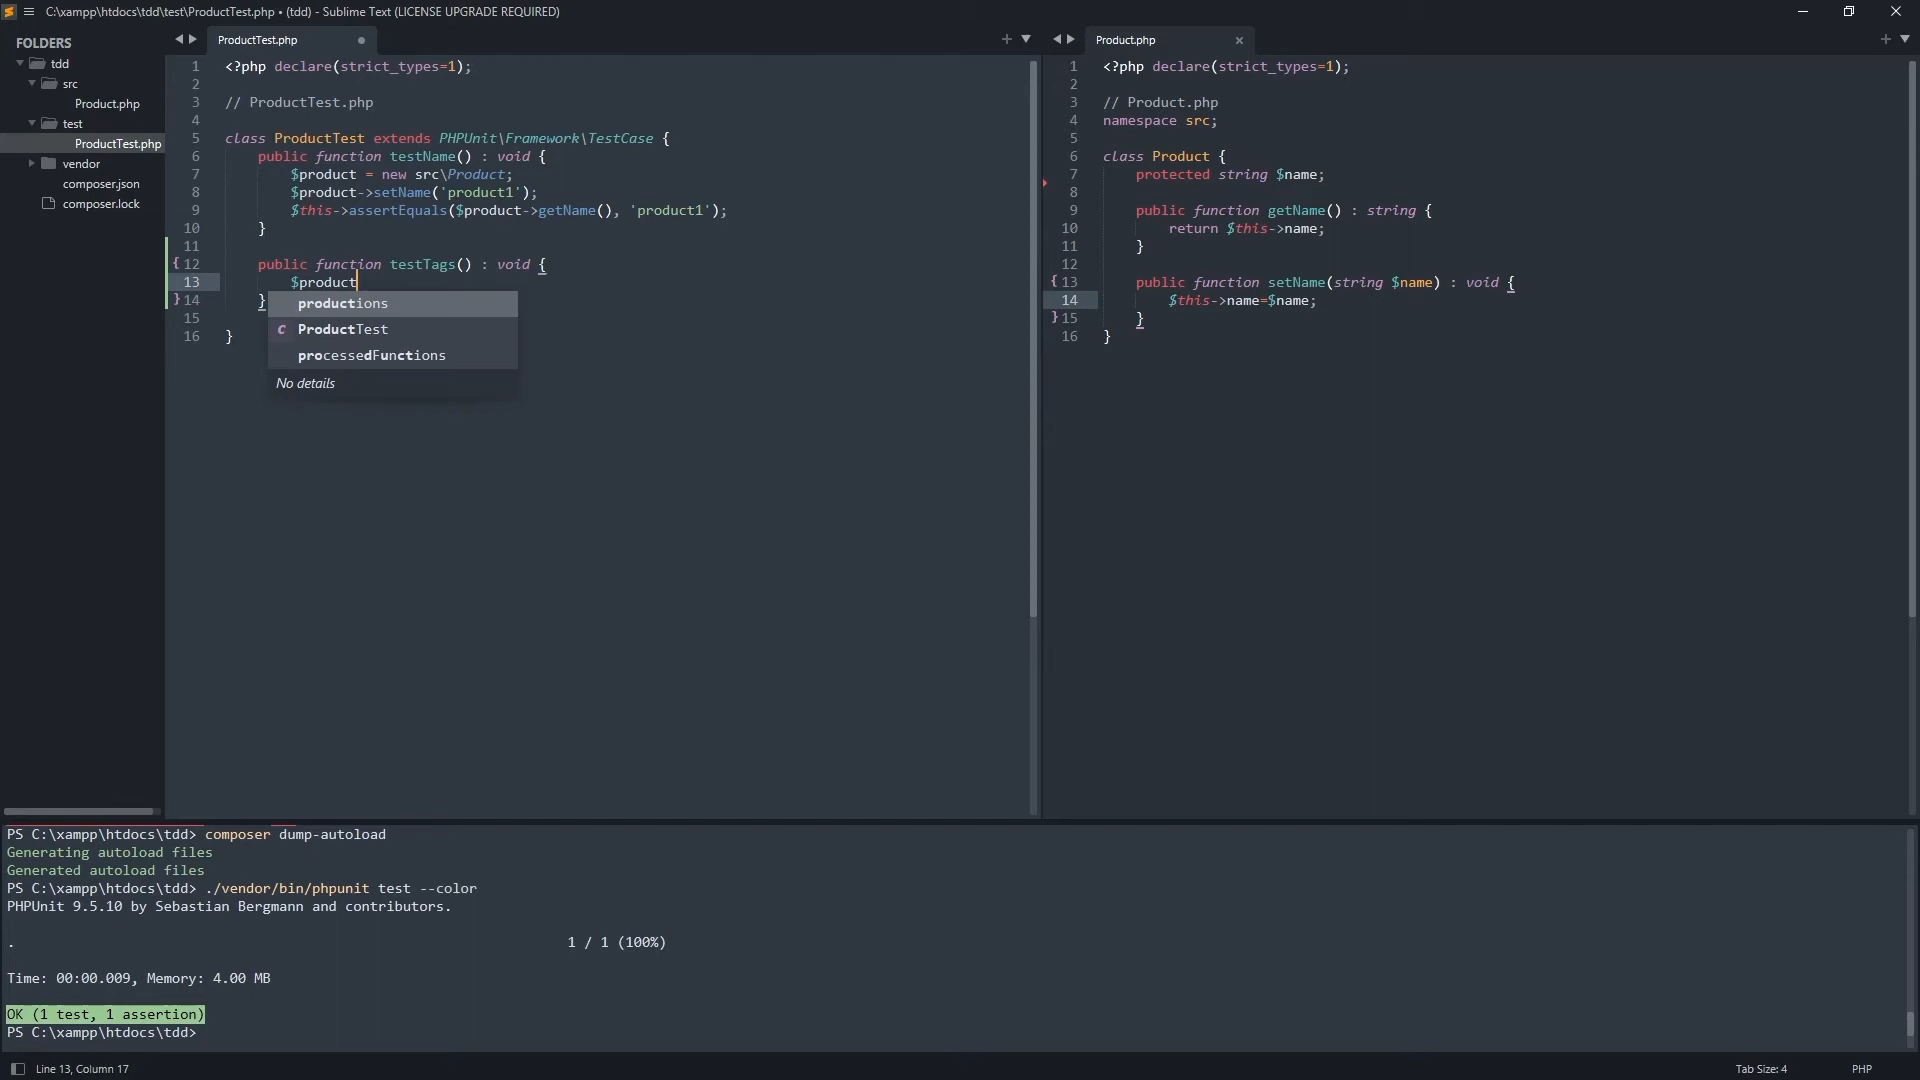 C:\xampp\htdocs\tdd\test\ProductTest.php • (tdd) - Sublime Text (LICENSE UPGRADE REQUIRED)
FOLDERS
tdd
src
Product.php
test
ProductTest.php
vendor
composer.json
composer.lock
ProductTest.php
1 <?php declare(strict_types=1);
2
3 // ProductTest.php
4
5 class ProductTest extends PHPUnit\Framework\TestCase {
6 public function testName() : void {
7 $product = new src\Product;
8 $product->setName('product1');
9 $this->assertEquals($product->getName(), 'product1');
10 }
11
{ 12 public function testTags() : void {
13 $product
} 14 }
15
16 }
productions
c ProductTest
processedFunctions
No details
Product.php
1 <?php declare(strict_types=1);
2
3 // Product.php
4 namespace src;
5
6 class Product {
7 protected string $name;
8
9 public function getName() : string {
10 return $this->name;
11 }
12
{ 13 public function setName(string $name) : void {
14 $this->name=$name;
} 15 }
16 }
PS C:\xampp\htdocs\tdd> composer dump-autoload
Generating autoload files
Generated autoload files
PS C:\xampp\htdocs\tdd> ./vendor/bin/phpunit test --color
PHPUnit 9.5.10 by Sebastian Bergmann and contributors.
. 1 / 1 (100%)
Time: 00:00.009, Memory: 4.00 MB
OK (1 test, 1 assertion)
PS C:\xampp\htdocs\tdd>
Line 13, Column 17
Tab Size: 4
PHP